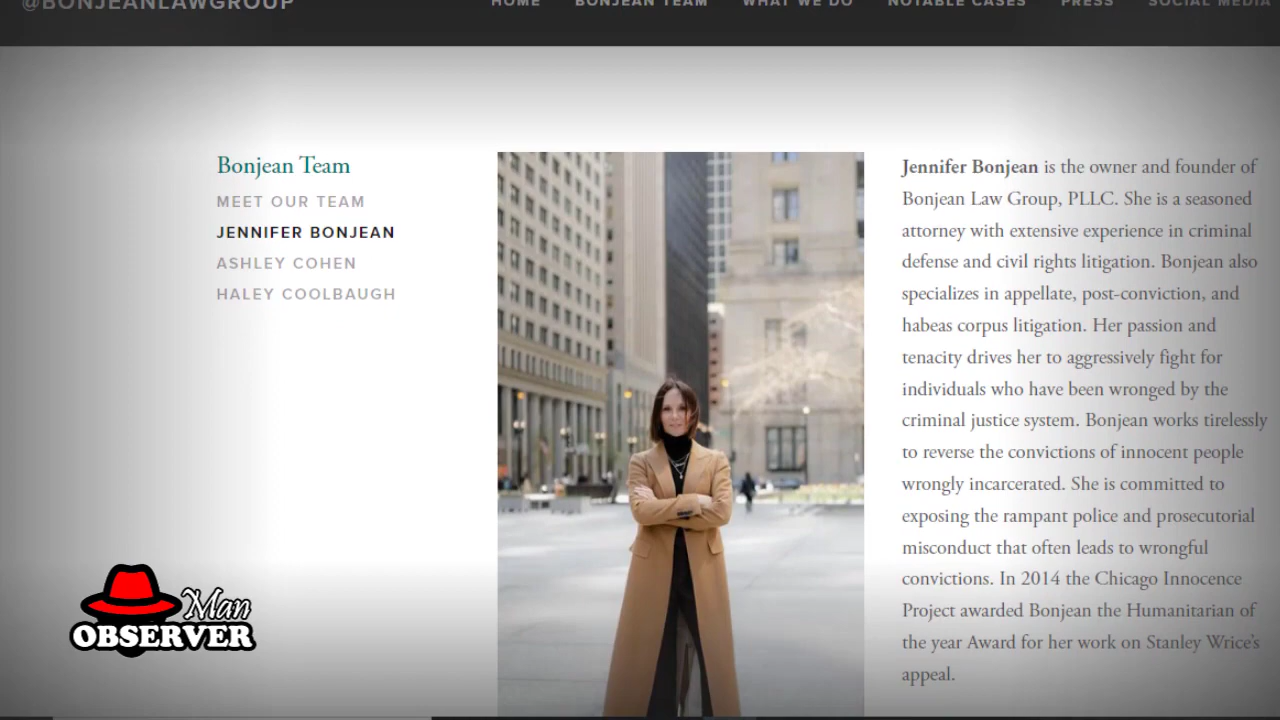 @BONJEANLAWGROUP
HOME BONJEAN TEAM WHAT WE DO NOTABLE CASES PRESS SOCIAL MEDIA
Bonjean Team
MEET OUR TEAM
JENNIFER BONJEAN
ASHLEY COHEN
HALEY COOLBAUGH
Jennifer Bonjean is the owner and founder of
Bonjean Law Group, PLLC. She is a seasoned
attorney with extensive experience in criminal
defense and civil rights litigation. Bonjean also
specializes in appellate, post-conviction, and
habeas corpus litigation. Her passion and
tenacity drives her to aggressively fight for
individuals who have been wronged by the
criminal justice system. Bonjean works tirelessly
to reverse the convictions of innocent people
wrongly incarcerated. She is committed to
exposing the rampant police and prosecutorial
misconduct that often leads to wrongful
convictions. In 2014 the Chicago Innocence
Project awarded Bonjean the Humanitarian of
the year Award for her work on Stanley Wrice's
appeal.
Man
OBSERVER